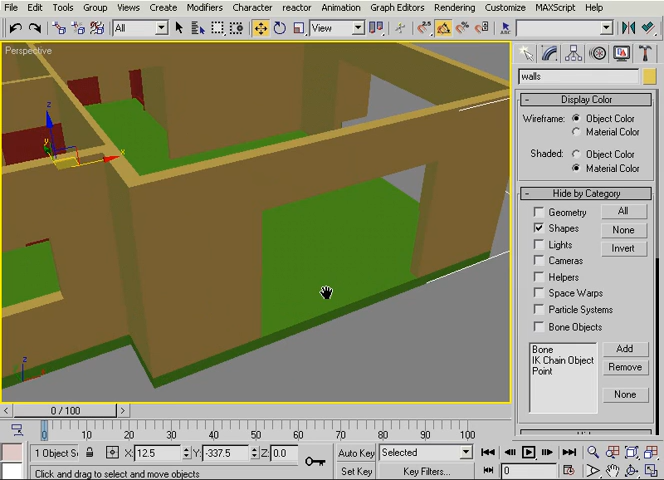 File Edit Tools Group Views Create Modifiers Character reactor Animation Graph Editors Rendering Customize MAXScript Help
All
View
Perspective
z
y
x
z
walls
- Display Color
Wireframe: Object Color
Material Color
Shaded: Object Color
Material Color
- Hide by Category
Geometry All
Shapes None
Lights Invert
Cameras
Helpers
Space Warps
Particle Systems
Bone Objects
Bone Add
IK Chain Object
Point Remove
None
< 0 / 100 >
0 10 20 30 40 50 60 70 80 90 100
1 Object Se X: 12.5 Y: -337.5 Z: 0.0 Auto Key Selected
Click and drag to select and move objects Set Key Key Filters... 0